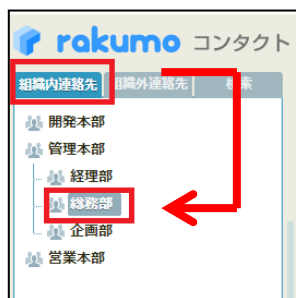 rakumo コンタクト
組織内連絡先 組織外連絡先 索
開発本部
管理本部
経理部
総務部
企画部
営業本部